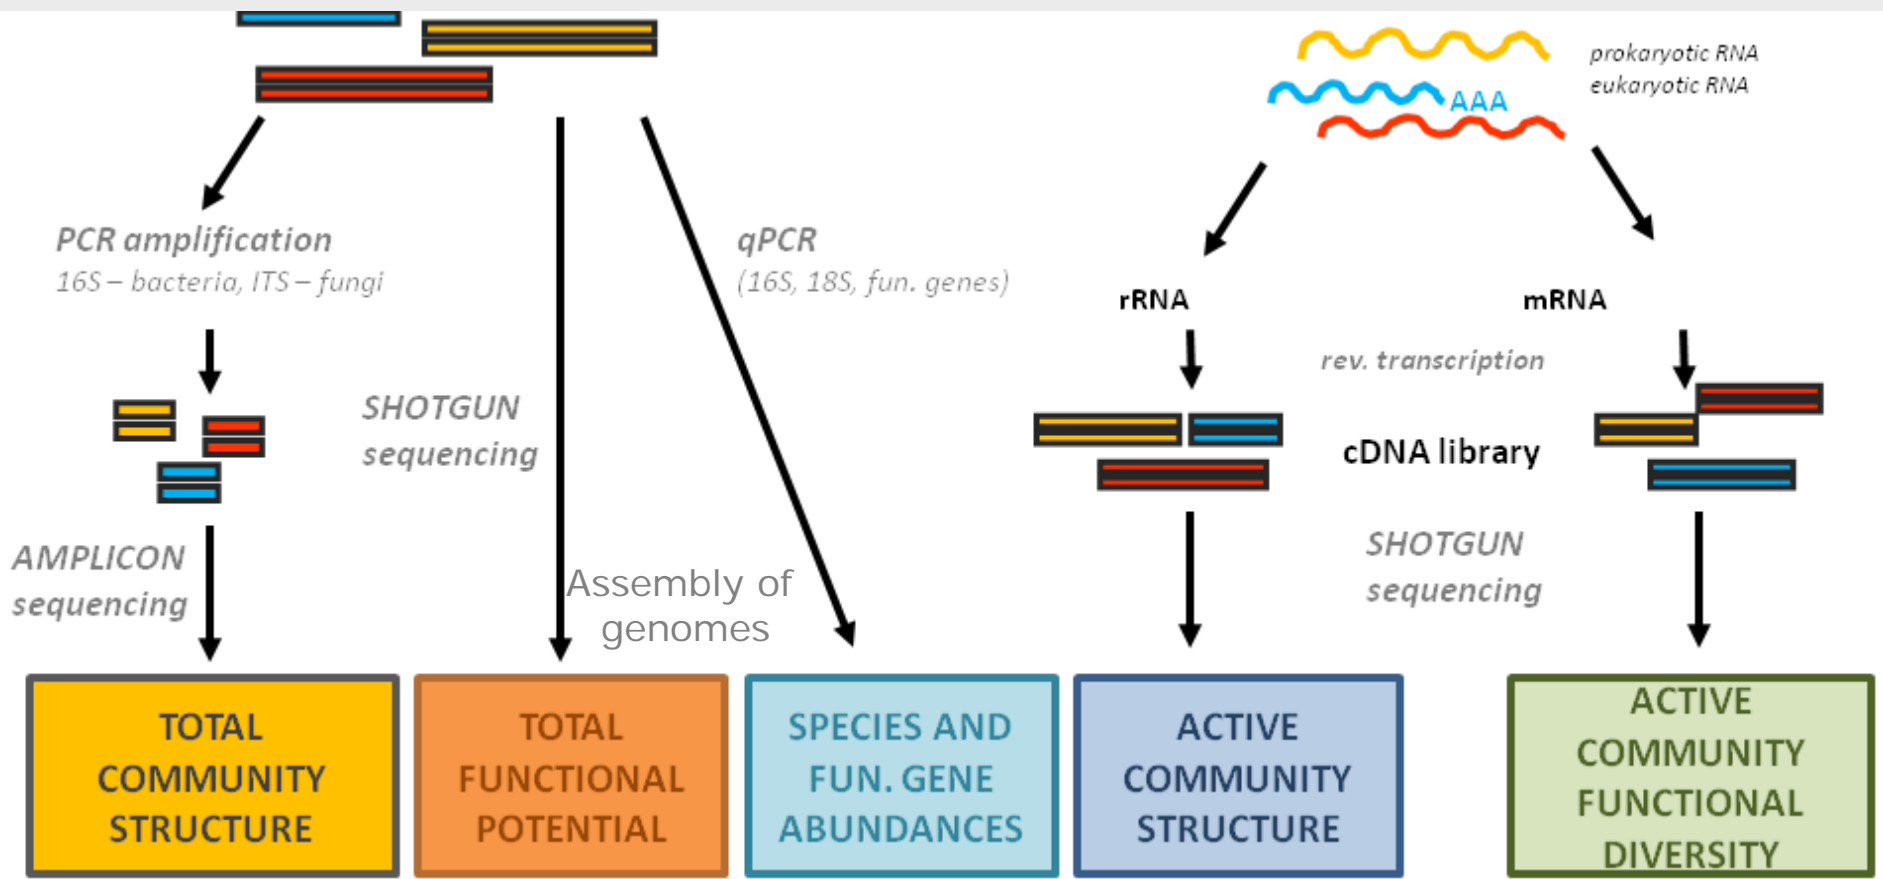 prokaryotic RNA
eukaryotic RNA
AAA
PCR amplification
16S – bacteria, ITS – fungi
qPCR
(16S, 18S, fun. genes)
rRNA
mRNA
rev. transcription
SHOTGUN
sequencing
cDNA library
AMPLICON
sequencing
Assembly of
genomes
SHOTGUN
sequencing
TOTAL
COMMUNITY
STRUCTURE
TOTAL
FUNCTIONAL
POTENTIAL
SPECIES AND
FUN. GENE
ABUNDANCES
ACTIVE
COMMUNITY
STRUCTURE
ACTIVE
COMMUNITY
FUNCTIONAL
DIVERSITY